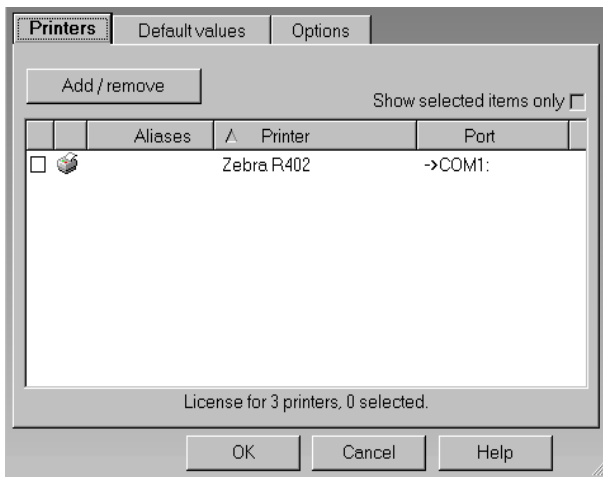 Printers Default values Options
Add / remove
Show selected items only
Aliases Printer Port
Zebra R402 ->COM1:
License for 3 printers, 0 selected.
OK Cancel Help